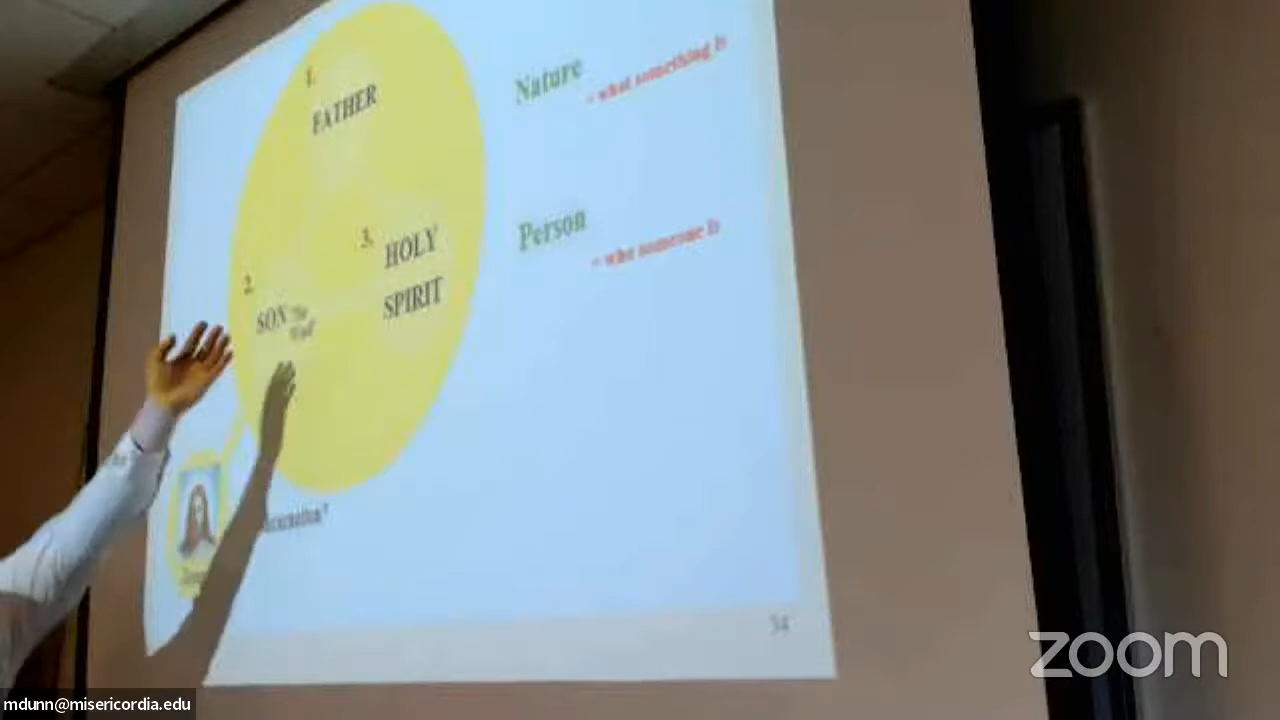 1.
FATHER
Nature
= what something is
3.
HOLY
SPIRIT
Person
= who someone is
2.
SON
34
zoom
mdunn@misericordia.edu